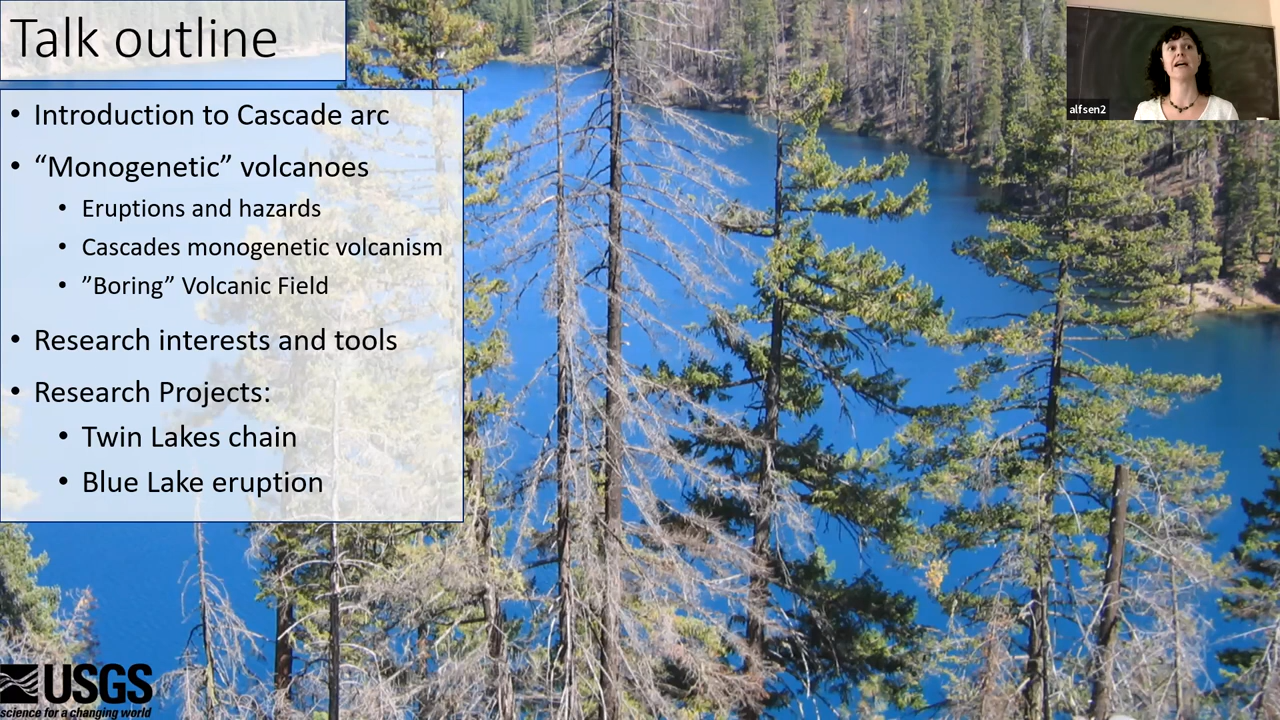 Talk outline
• Introduction to Cascade arc
• “Monogenetic” volcanoes
• Eruptions and hazards
• Cascades monogenetic volcanism
• ”Boring” Volcanic Field
• Research interests and tools
• Research Projects:
• Twin Lakes chain
• Blue Lake eruption
alfsen2
USGS
science for a changing world